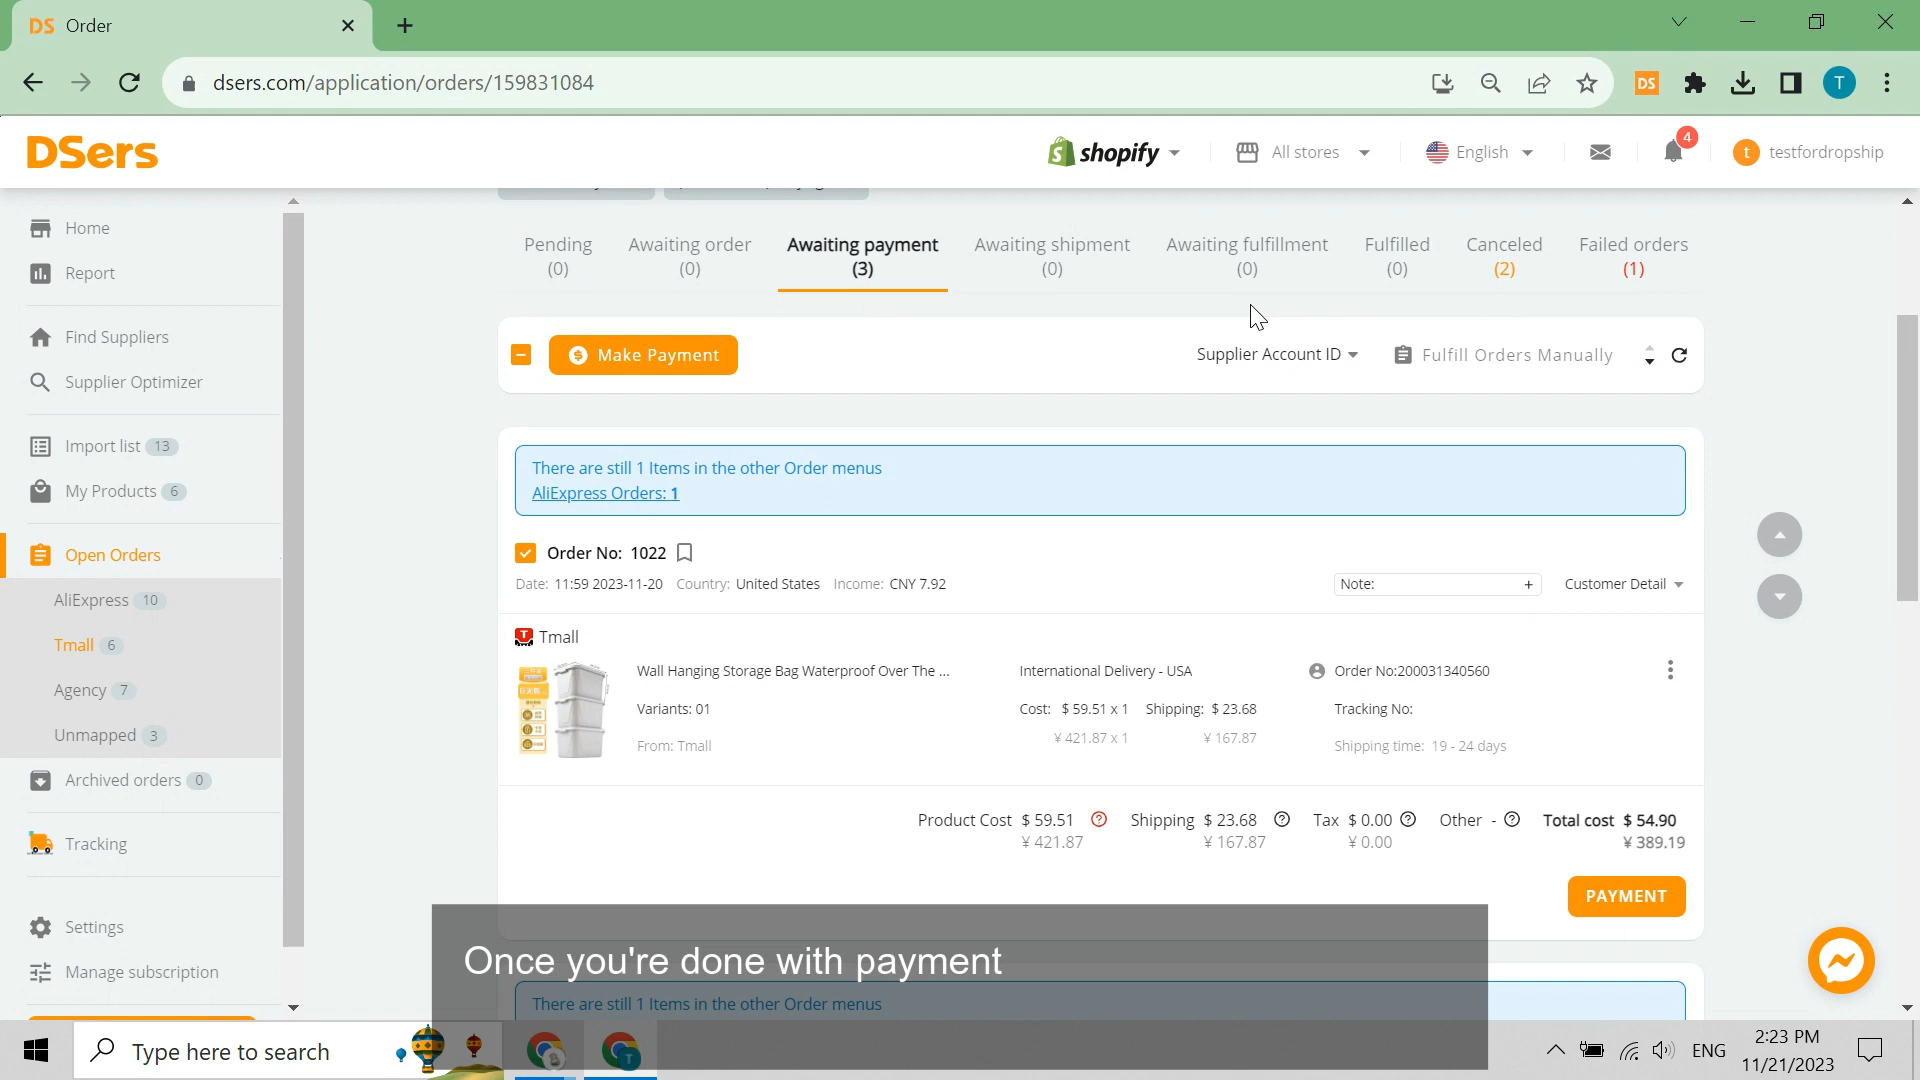 DS Order
dsers.com/application/orders/159831084
DS
T
DSers
shopify
All stores
English
4
t testfordropship
Home
Report
Find Suppliers
Supplier Optimizer
Import list 13
My Products 6
Open Orders
AliExpress 10
Tmall 6
Agency 7
Unmapped 3
Archived orders 0
Tracking
Settings
Manage subscription
Pending
(0)
Awaiting order
(0)
Awaiting payment
(3)
Awaiting shipment
(0)
Awaiting fulfillment
(0)
Fulfilled
(0)
Canceled
(2)
Failed orders
(1)
Make Payment
Supplier Account ID
Fulfill Orders Manually
There are still 1 Items in the other Order menus
AliExpress Orders: 1
Order No: 1022
Date: 11:59 2023-11-20 Country: United States Income: CNY 7.92
Note: +
Customer Detail
Tmall
Wall Hanging Storage Bag Waterproof Over The ...
Variants: 01
From: Tmall
International Delivery - USA
Cost: $ 59.51 x 1 Shipping: $ 23.68
¥ 421.87 x 1 ¥ 167.87
Order No:200031340560
Tracking No:
Shipping time: 19 - 24 days
Product Cost $ 59.51 Shipping $ 23.68 Tax $ 0.00 Other - Total cost $ 54.90
¥ 421.87 ¥ 167.87 ¥ 0.00 ¥ 389.19
PAYMENT
Once you're done with payment
There are still 1 Items in the other Order menus
Type here to search
T
ENG
2:23 PM
11/21/2023